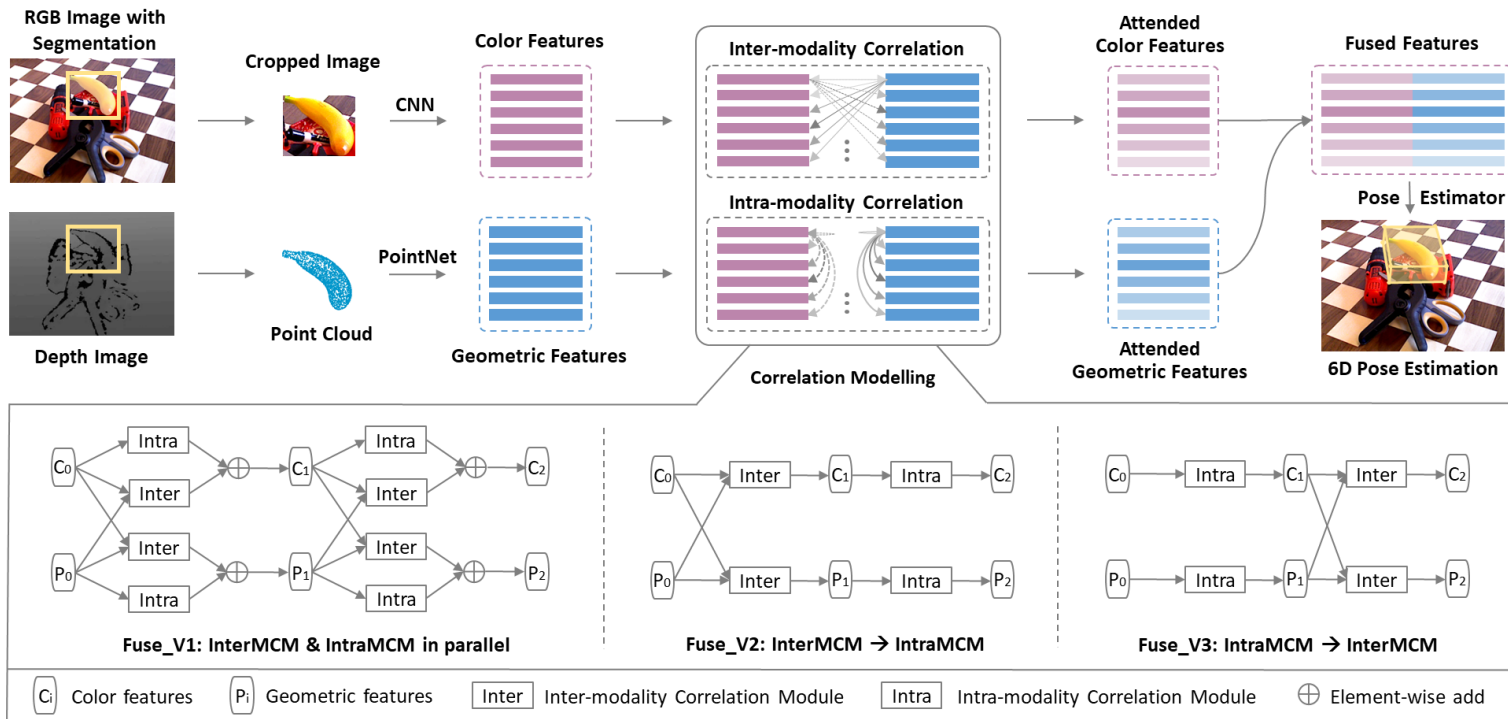 RGB Image with
Segmentation
Cropped Image
CNN
Color Features
Inter-modality Correlation
Attended
Color Features
Fused Features
Depth Image
Point Cloud
PointNet
Geometric Features
Intra-modality Correlation
Attended
Geometric Features
Pose Estimator
6D Pose Estimation
Correlation Modelling
C₀
Intra
Inter
C₁
Intra
Inter
C₂
P₀
Inter
Intra
P₁
Inter
Intra
P₂
Fuse_V1: InterMCM & IntraMCM in parallel
C₀
Inter
C₁
Intra
C₂
P₀
Inter
P₁
Intra
P₂
Fuse_V2: InterMCM → IntraMCM
C₀
Intra
C₁
Inter
C₂
P₀
Intra
P₁
Inter
P₂
Fuse_V3: IntraMCM → InterMCM
Cᵢ Color features
Pᵢ Geometric features
Inter Inter-modality Correlation Module
Intra Intra-modality Correlation Module
Element-wise add